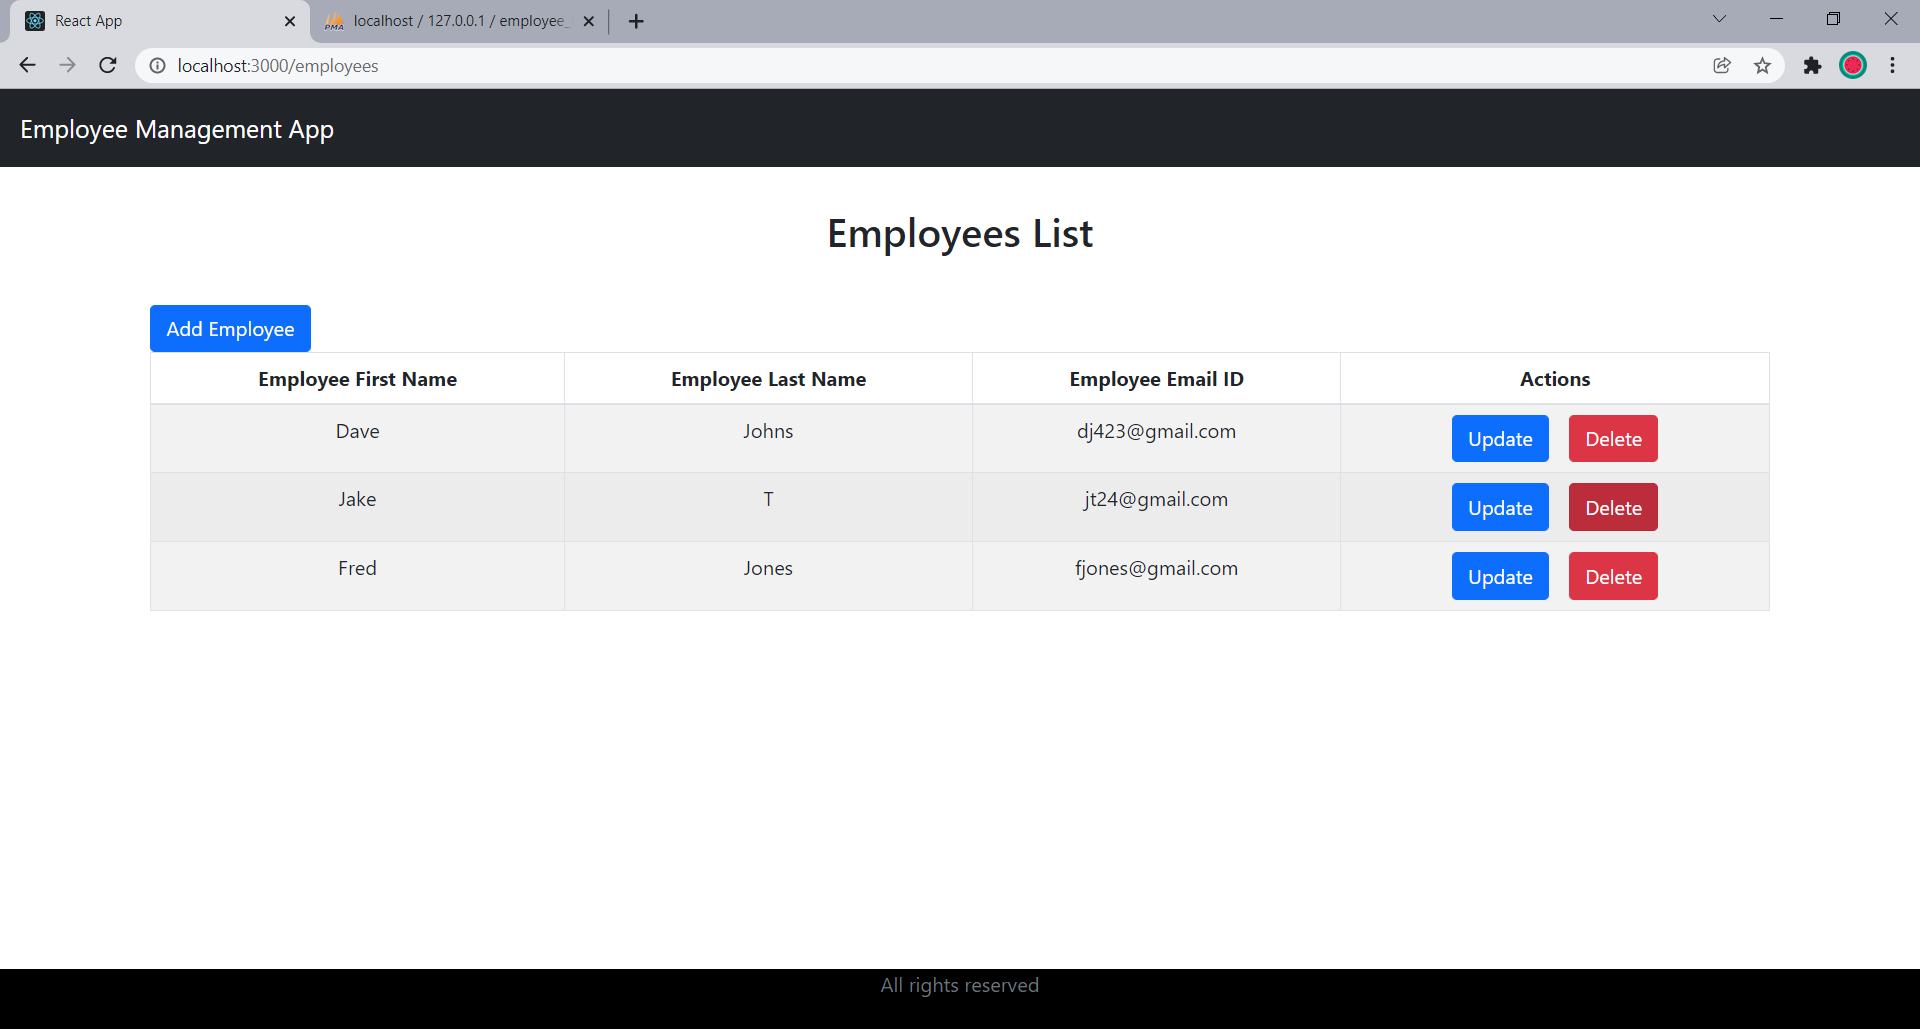 React App
localhost / 127.0.0.1 / employee_
PMA
localhost:3000/employees
Employee Management App
Employees List
Add Employee
Employee First Name Employee Last Name Employee Email ID Actions
Dave Johns dj423@gmail.com Update Delete
Jake T jt24@gmail.com Update Delete
Fred Jones fjones@gmail.com Update Delete
All rights reserved